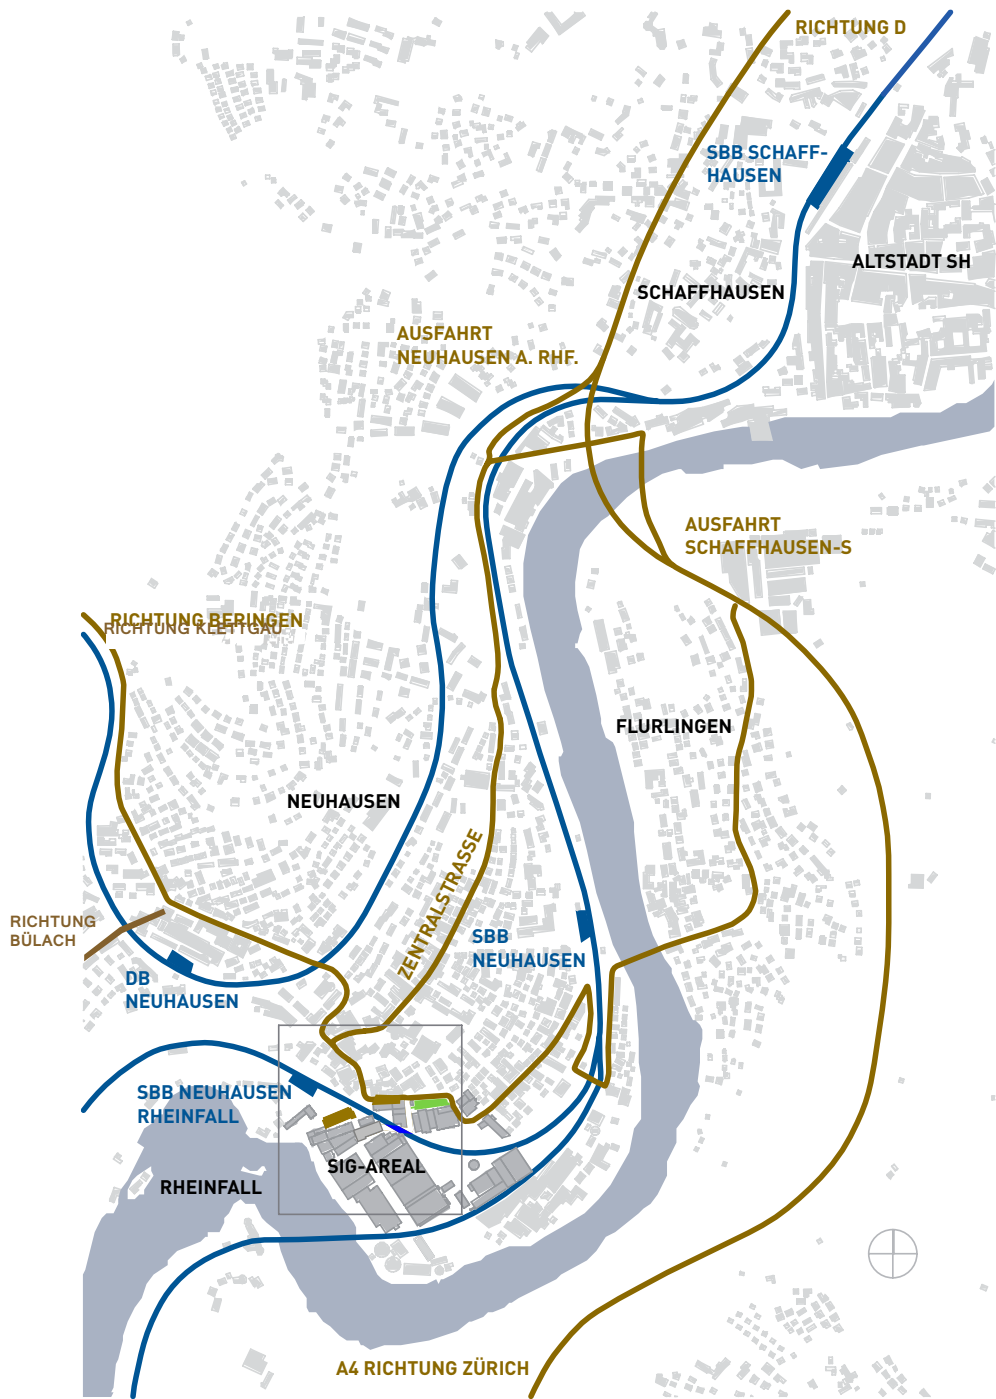 RICHTUNG D
SBB SCHAFF-
HAUSEN
ALTSTADT SH
SCHAFFHAUSEN
AUSFAHRT
NEUHAUSEN A. RHF.
AUSFAHRT
SCHAFFHAUSEN-S
RICHTUNG BERINGEN
RICHTUNG KLETTGAU
FLURLINGEN
NEUHAUSEN
ZENTRALSTRASSE
RICHTUNG
BÜLACH
SBB
NEUHAUSEN
DB
NEUHAUSEN
SBB NEUHAUSEN
RHEINFALL
SIG-AREAL
RHEINFALL
A4 RICHTUNG ZÜRICH